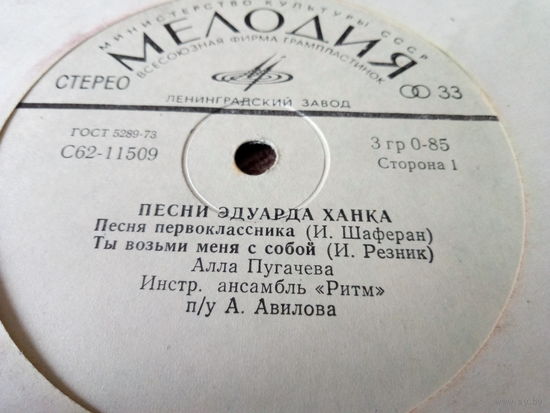 МИНИСТЕРСТВО КУЛЬТУРЫ СССР
МЕЛОДИЯ
ВСЕСОЮЗНАЯ ФИРМА ГРАМПЛАСТИНОК
СТЕРЕО
33
ЛЕНИНГРАДСКИЙ ЗАВОД
ГОСТ 5289-73
С62-11509
3 гр 0-85
Сторона 1
ПЕСНИ ЭДУАРДА ХАНКА
Песня первоклассника (И. Шаферан)
Ты возьми меня с собой (И. Резник)
Алла Пугачева
Инстр. ансамбль «Ритм»
п/у А. Авилова